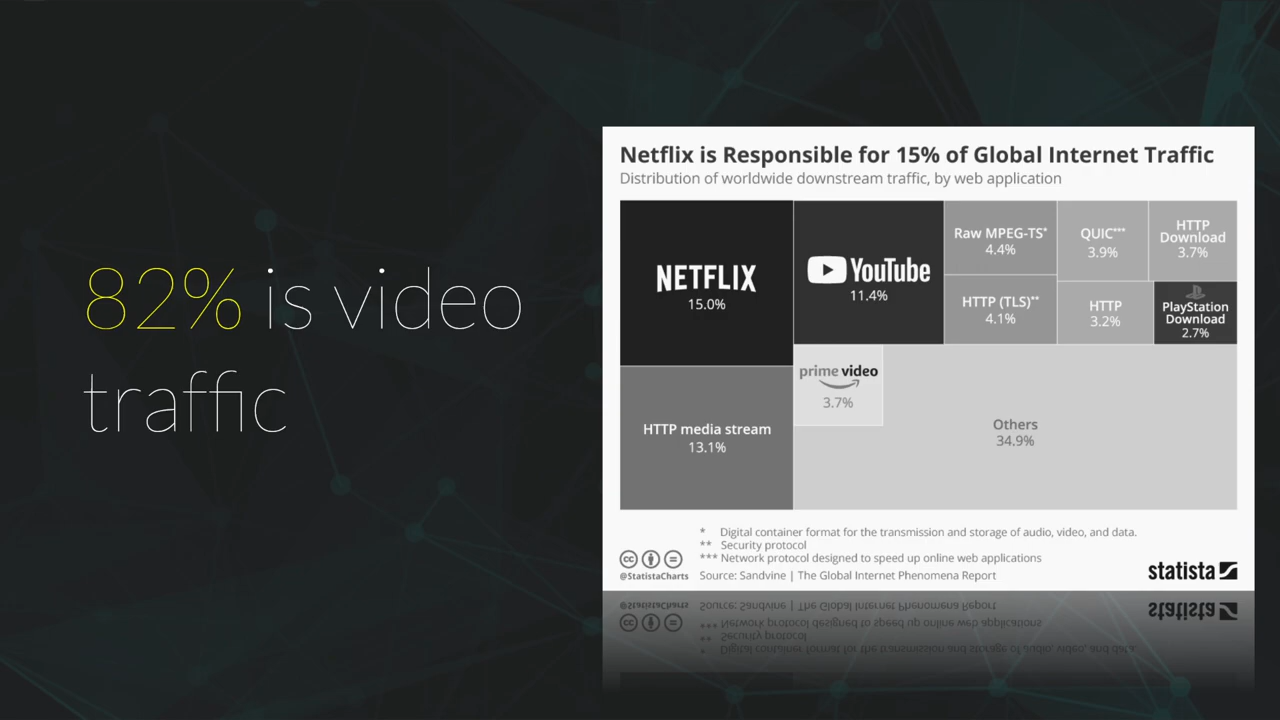 82% is video
traffic
Netflix is Responsible for 15% of Global Internet Traffic
Distribution of worldwide downstream traffic, by web application
NETFLIX
15.0%
YouTube
11.4%
Raw MPEG-TS*
4.4%
QUIC***
3.9%
HTTP
Download
3.7%
HTTP (TLS)**
4.1%
HTTP
3.2%
PlayStation
Download
2.7%
HTTP media stream
13.1%
prime video
3.7%
Others
34.9%
* Digital container format for the transmission and storage of audio, video, and data.
** Security protocol
*** Network protocol designed to speed up online web applications
cc
@StatistaCharts Source: Sandvine | The Global Internet Phenomena Report
statista